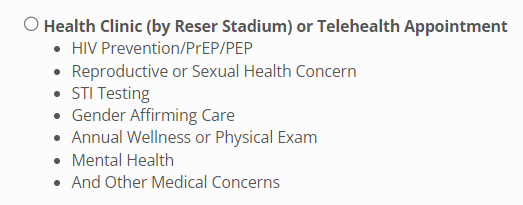 Health Clinic (by Reser Stadium) or Telehealth Appointment
• HIV Prevention/PrEP/PEP
• Reproductive or Sexual Health Concern
• STI Testing
• Gender Affirming Care
• Annual Wellness or Physical Exam
• Mental Health
• And Other Medical Concerns